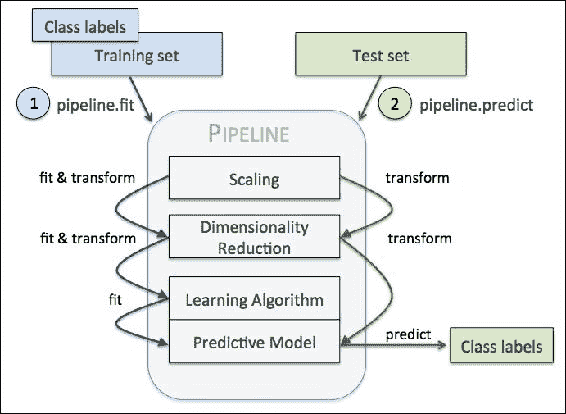 Class labels
Training set
Test set
1 pipeline.fit
2 pipeline.predict
PIPELINE
fit & transform
Scaling
transform
fit & transform
Dimensionality
Reduction
transform
fit
Learning Algorithm
Predictive Model
predict
Class labels